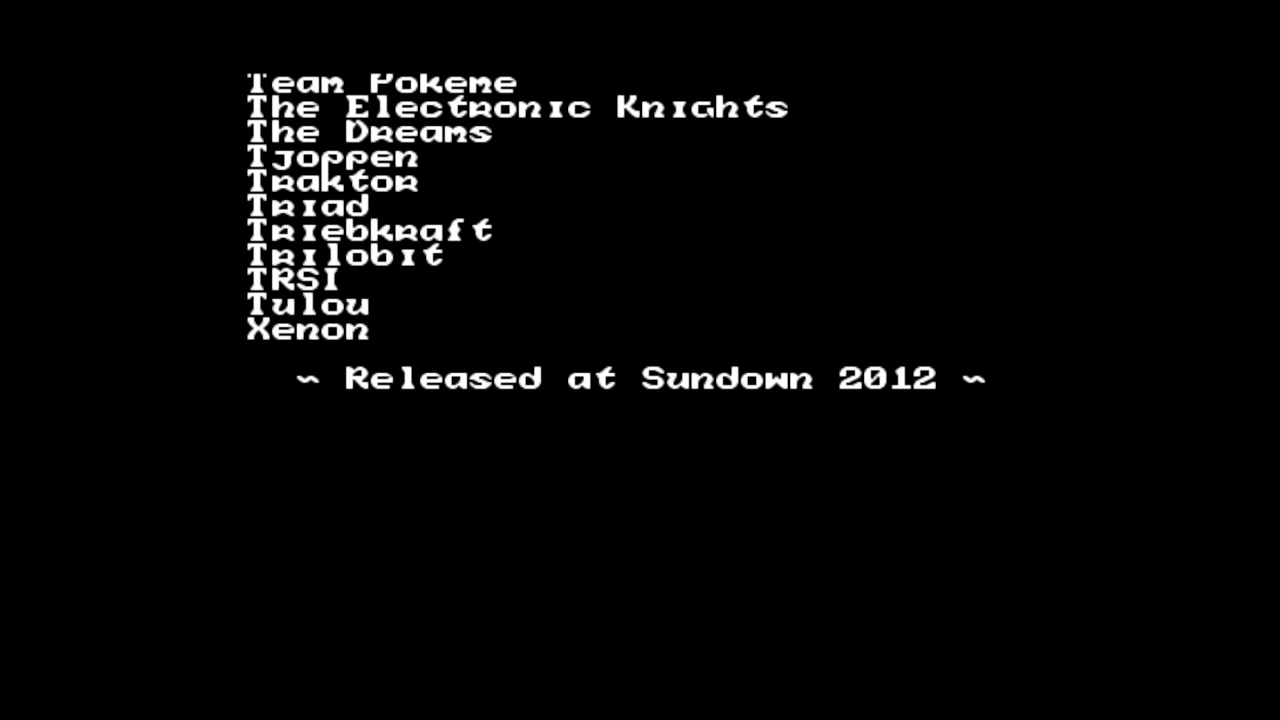 Team Pokeme
The Electronic Knights
The Dreams
Tjoppen
Traktor
Triad
Triebkraft
Trilobit
TRSI
Tulou
Xenon
~ Released at Sundown 2012 ~